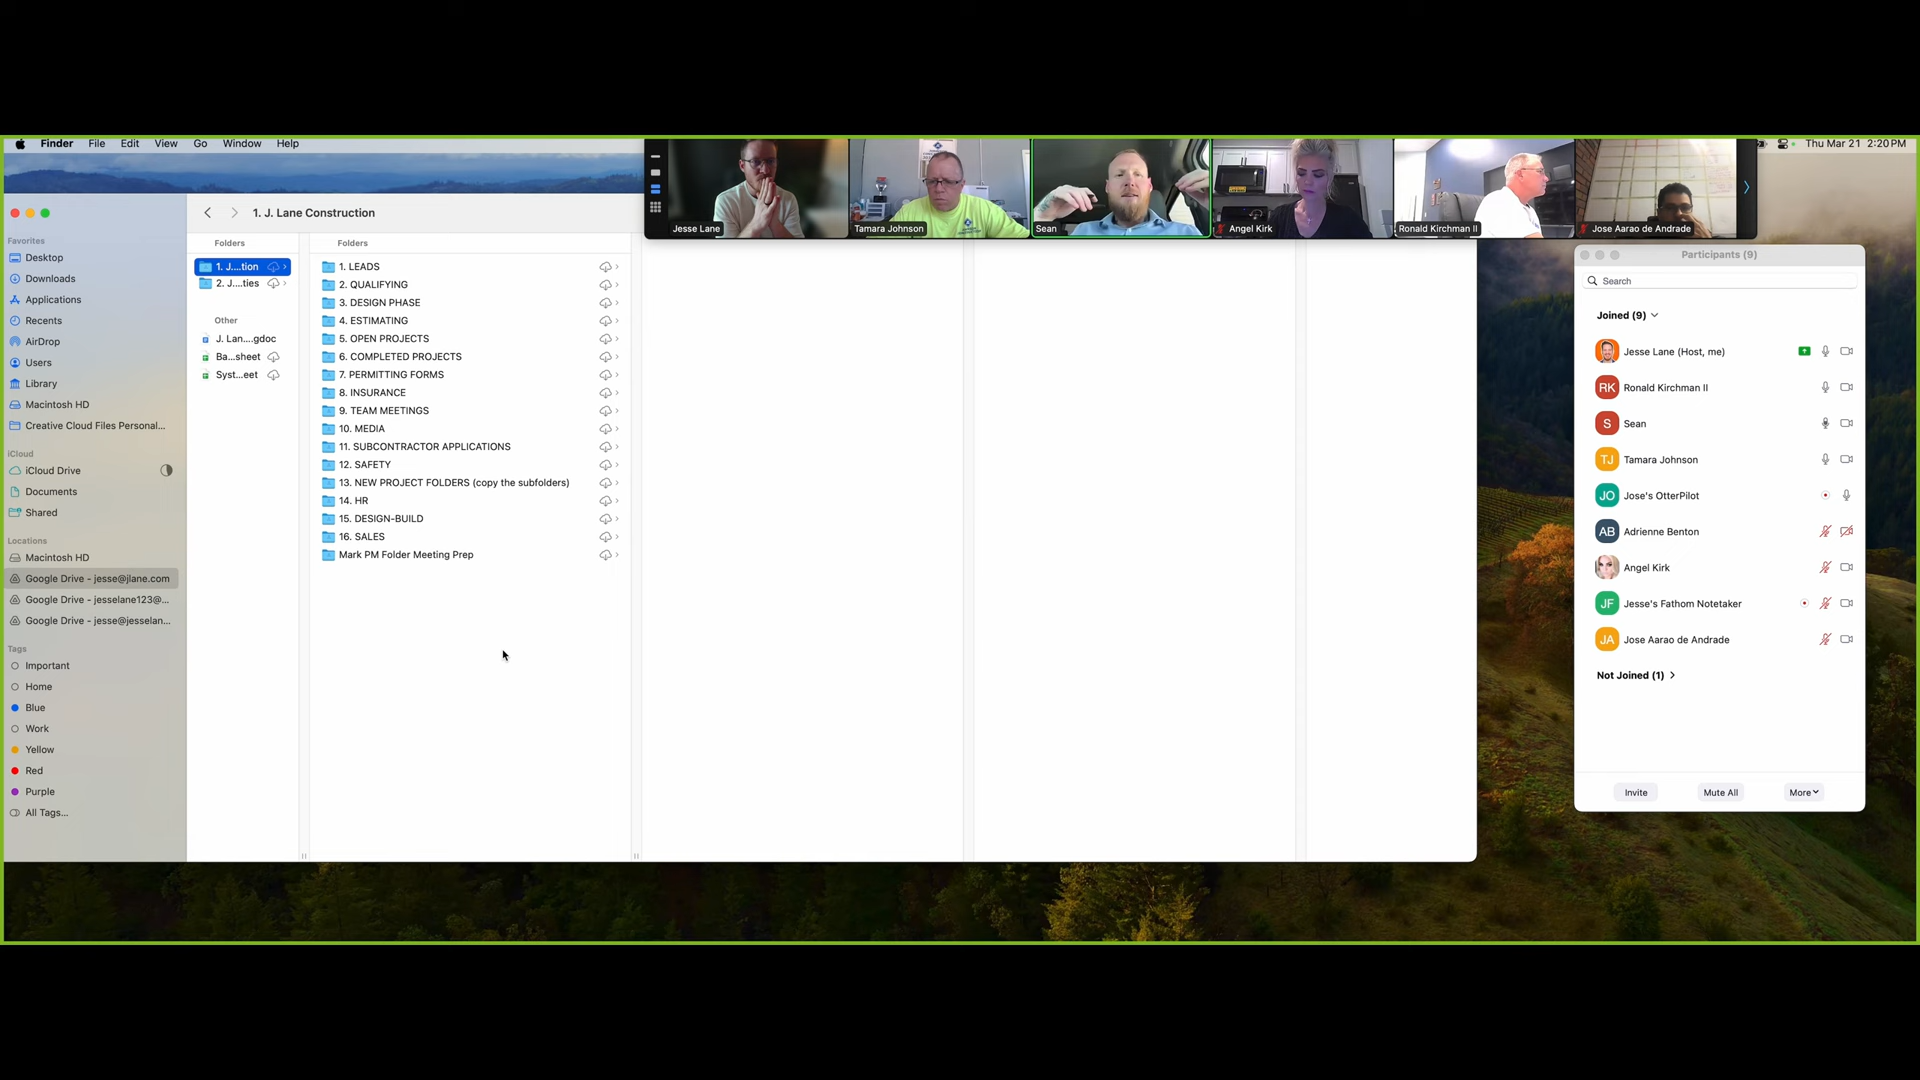 Finder File Edit View Go Window Help
Thu Mar 21 2:20 PM
Jesse Lane
Tamara Johnson
Sean
Angel Kirk
Ronald Kirchman II
Jose Aarao de Andrade
1. J. Lane Construction
Favorites
Desktop
Downloads
Applications
Recents
AirDrop
Users
Library
Macintosh HD
Creative Cloud Files Personal...
iCloud
iCloud Drive
Documents
Shared
Locations
Macintosh HD
Google Drive - jesse@jlane.com
Google Drive - jesselane123@...
Google Drive - jesse@jesselan...
Tags
Important
Home
Blue
Work
Yellow
Red
Purple
All Tags...
Folders
1. J....tion
2. J....ties
Other
J. Lan....gdoc
Ba...sheet
Syst...eet
Folders
1. LEADS
2. QUALIFYING
3. DESIGN PHASE
4. ESTIMATING
5. OPEN PROJECTS
6. COMPLETED PROJECTS
7. PERMITTING FORMS
8. INSURANCE
9. TEAM MEETINGS
10. MEDIA
11. SUBCONTRACTOR APPLICATIONS
12. SAFETY
13. NEW PROJECT FOLDERS (copy the subfolders)
14. HR
15. DESIGN-BUILD
16. SALES
Mark PM Folder Meeting Prep
Participants (9)
Search
Joined (9)
Jesse Lane (Host, me)
RK Ronald Kirchman II
S Sean
TJ Tamara Johnson
JO Jose's OtterPilot
AB Adrienne Benton
Angel Kirk
JF Jesse's Fathom Notetaker
JA Jose Aarao de Andrade
Not Joined (1)
Invite
Mute All
More